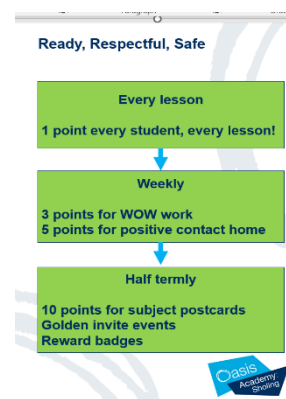 Ready, Respectful, Safe
Every lesson
1 point every student, every lesson!
Weekly
3 points for WOW work
5 points for positive contact home
Half termly
10 points for subject postcards
Golden invite events
Reward badges
Oasis
Academy:
Sholing